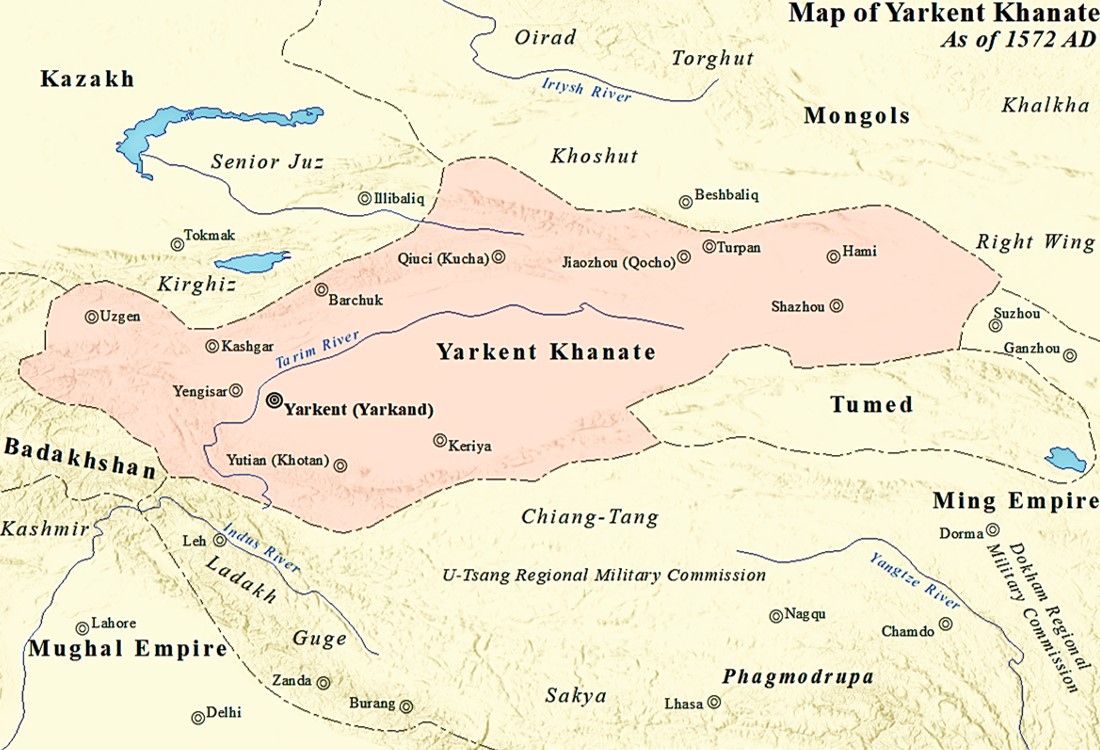 Map of Yarkent Khanate
As of 1572 AD
Oirad
Torghut
Kazakh
Irtysh River
Khalkha
Mongols
Khoshut
Senior Juz
Illibaliq
Beshbaliq
Tokmak
Right Wing
Turpan
Hami
Qiuci (Kucha)
Jiaozhou (Qocho)
Kirghiz
Barchuk
Shazhou
Uzgen
Suzhou
Kashgar
Tarim River
Ganzhou
Yarkent Khanate
Yengisar
Yarkent (Yarkand)
Tumed
Keriya
Badakhshan
Yutian (Khotan)
Ming Empire
Chiang-Tang
Kashmir
Dorma
Leh
Indus River
Dokham Regional
Military Commission
Ladakh
U-Tsang Regional Military Commission
Yangtze River
Nagqu
Lahore
Chamdo
Guge
Mughal Empire
Phagmodrupa
Zanda
Sakya
Burang
Lhasa
Delhi